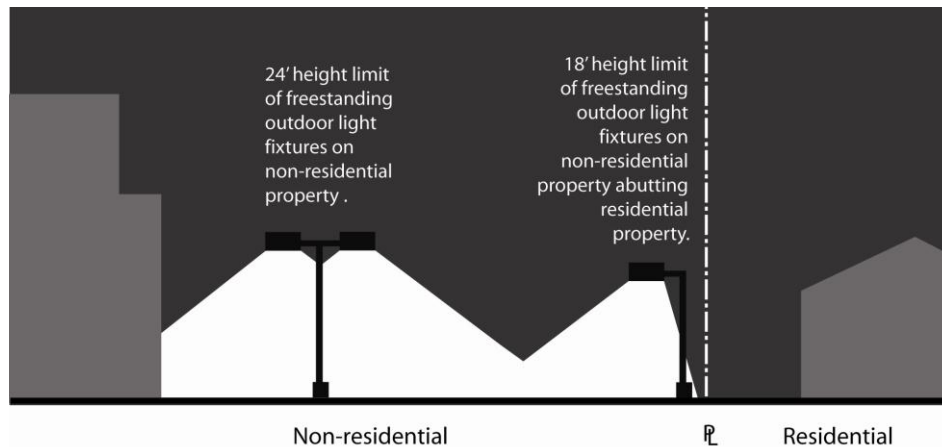 24' height limit
of freestanding
outdoor light
fixtures on
non-residential
property .
18' height limit
of freestanding
outdoor light
fixtures on
non-residential
property abutting
residential
property.
Non-residential
℄
Residential